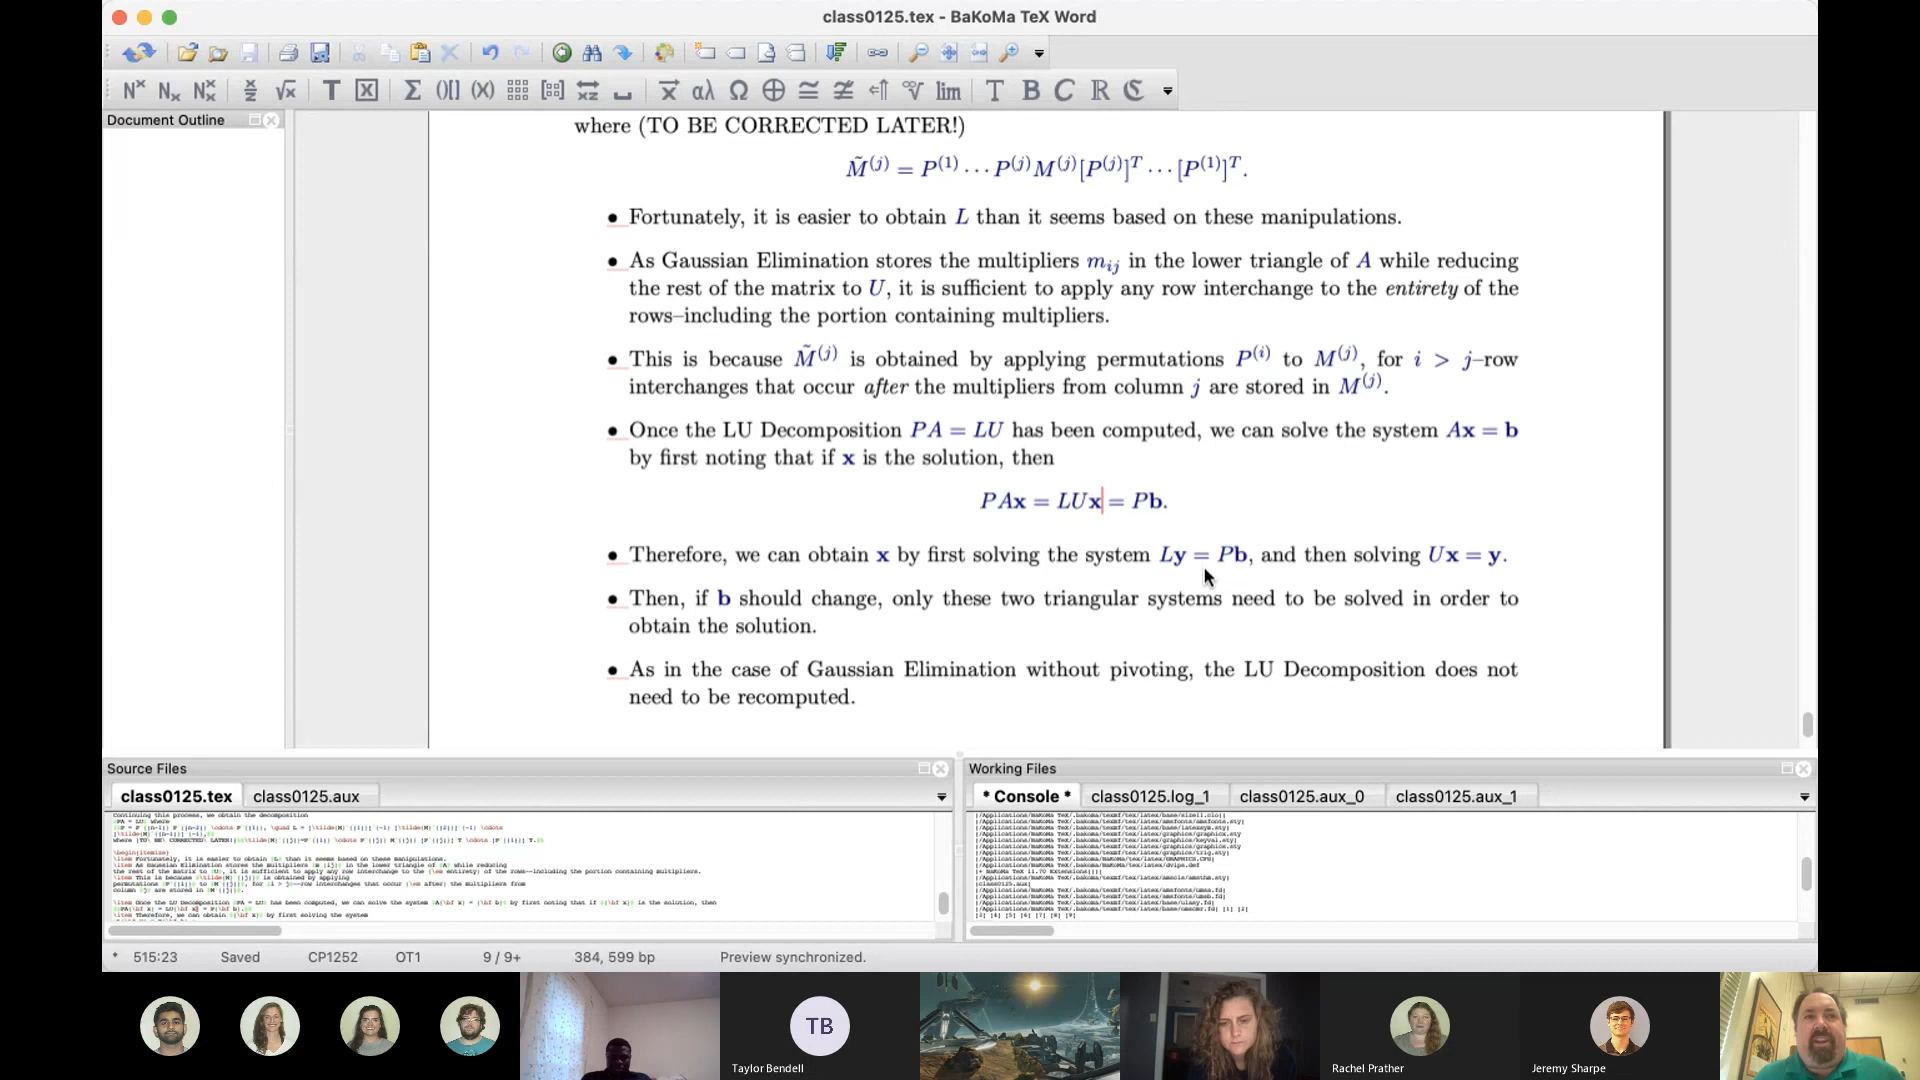 class0125.tex - BaKoMa TeX Word
Document Outline
where (TO BE CORRECTED LATER!)
M̃^(j) = P^(1) ⋯ P^(j) M^(j) [P^(j)]^T ⋯ [P^(1)]^T.
• Fortunately, it is easier to obtain L than it seems based on these manipulations.
• As Gaussian Elimination stores the multipliers m_ij in the lower triangle of A while reducing
the rest of the matrix to U, it is sufficient to apply any row interchange to the entirety of the
rows–including the portion containing multipliers.
• This is because M̃^(j) is obtained by applying permutations P^(i) to M^(j), for i > j–row
interchanges that occur after the multipliers from column j are stored in M^(j).
• Once the LU Decomposition PA = LU has been computed, we can solve the system Ax = b
by first noting that if x is the solution, then
PAx = LUx = Pb.
• Therefore, we can obtain x by first solving the system Ly = Pb, and then solving Ux = y.
• Then, if b should change, only these two triangular systems need to be solved in order to
obtain the solution.
• As in the case of Gaussian Elimination without pivoting, the LU Decomposition does not
need to be recomputed.
Source Files
class0125.tex class0125.aux
Working Files
* Console * class0125.log_1 class0125.aux_0 class0125.aux_1
* 515:23 Saved CP1252 OT1 9 / 9+ 384, 599 bp Preview synchronized.
TB
Taylor Bendell
Rachel Prather
Jeremy Sharpe